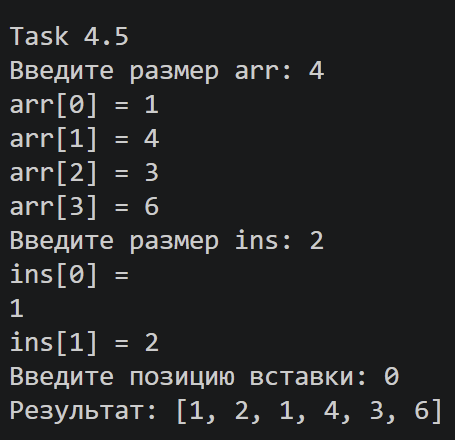 Task 4.5
Введите размер arr: 4
arr[0] = 1
arr[1] = 4
arr[2] = 3
arr[3] = 6
Введите размер ins: 2
ins[0] =
1
ins[1] = 2
Введите позицию вставки: 0
Результат: [1, 2, 1, 4, 3, 6]